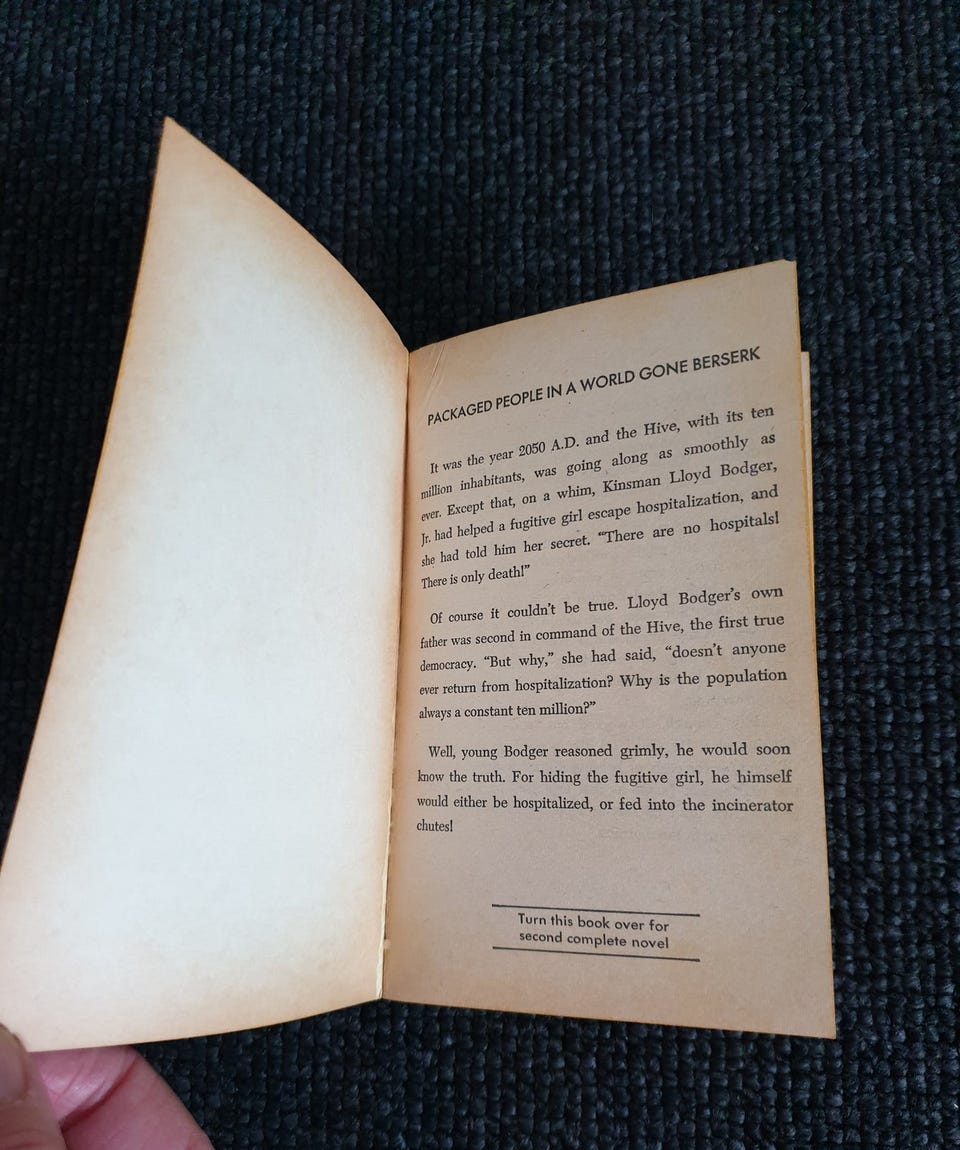 PACKAGED PEOPLE IN A WORLD GONE BERSERK
It was the year 2050 A.D. and the Hive, with its ten
million inhabitants, was going along as smoothly as
ever. Except that, on a whim, Kinsman Lloyd Bodger,
Jr. had helped a fugitive girl escape hospitalization, and
she had told him her secret. “There are no hospitals!
There is only death!”
Of course it couldn’t be true. Lloyd Bodger’s own
father was second in command of the Hive, the first true
democracy. “But why,” she had said, “doesn’t anyone
ever return from hospitalization? Why is the population
always a constant ten million?”
Well, young Bodger reasoned grimly, he would soon
know the truth. For hiding the fugitive girl, he himself
would either be hospitalized, or fed into the incinerator
chutes!
Turn this book over for
second complete novel